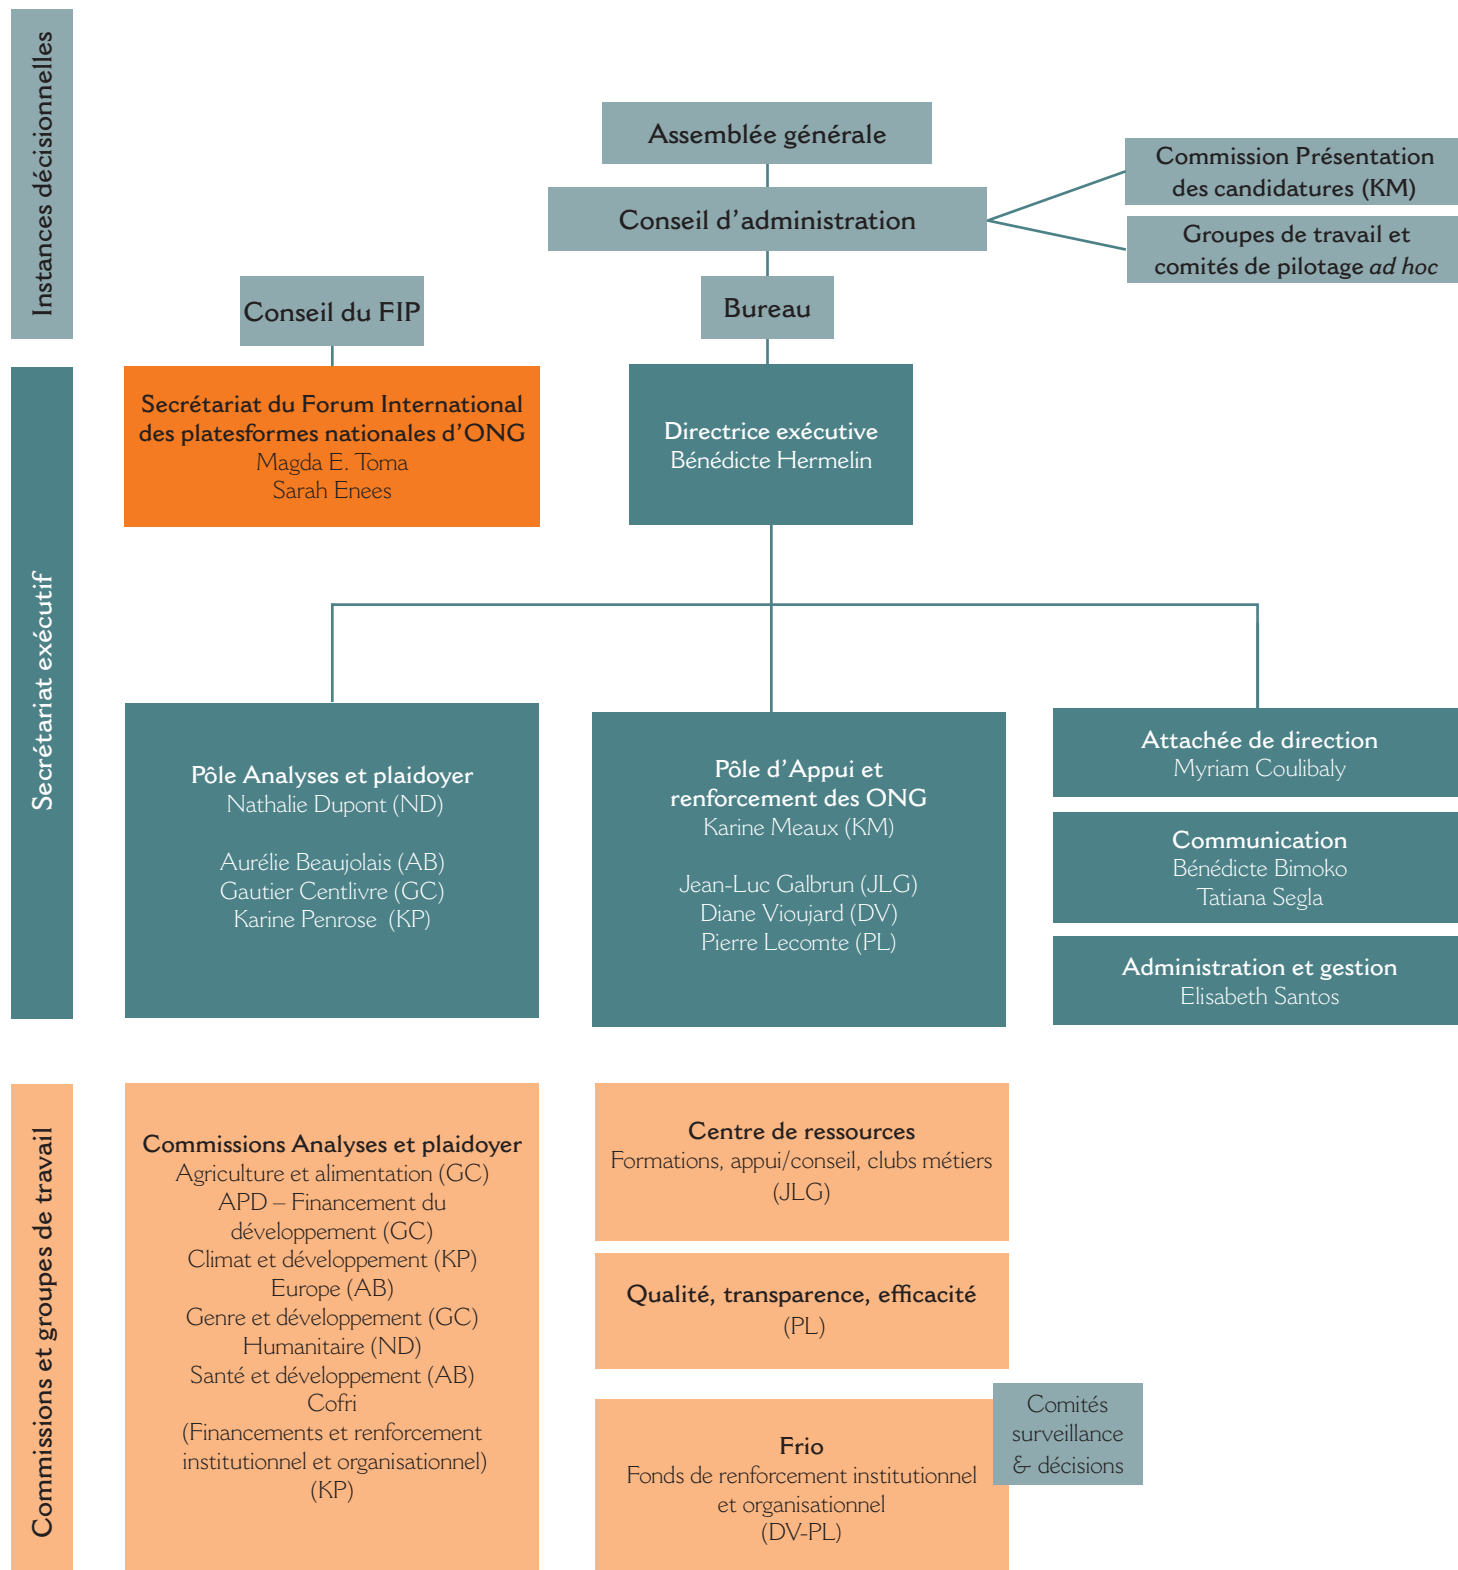 Instances décisionnelles
Assemblée générale
Conseil d'administration
Commission Présentation
des candidatures (KM)
Groupes de travail et
comités de pilotage ad hoc
Conseil du FIP
Bureau
Secrétariat exécutif
Secrétariat du Forum International
des platesformes nationales d'ONG
Magda E. Toma
Sarah Enees
Directrice exécutive
Bénédicte Hermelin
Pôle Analyses et plaidoyer
Nathalie Dupont (ND)
Aurélie Beaujolais (AB)
Gautier Centlivre (GC)
Karine Penrose (KP)
Pôle d'Appui et
renforcement des ONG
Karine Meaux (KM)
Jean-Luc Galbrun (JLG)
Diane Vioujard (DV)
Pierre Lecomte (PL)
Attachée de direction
Myriam Coulibaly
Communication
Bénédicte Bimoko
Tatiana Segla
Administration et gestion
Elisabeth Santos
Commissions et groupes de travail
Commissions Analyses et plaidoyer
Agriculture et alimentation (GC)
APD – Financement du
développement (GC)
Climat et développement (KP)
Europe (AB)
Genre et développement (GC)
Humanitaire (ND)
Santé et développement (AB)
Cofri
(Financements et renforcement
institutionnel et organisationnel)
(KP)
Centre de ressources
Formations, appui/conseil, clubs métiers
(JLG)
Qualité, transparence, efficacité
(PL)
Frio
Fonds de renforcement institutionnel
et organisationnel
(DV-PL)
Comités
surveillance
& décisions